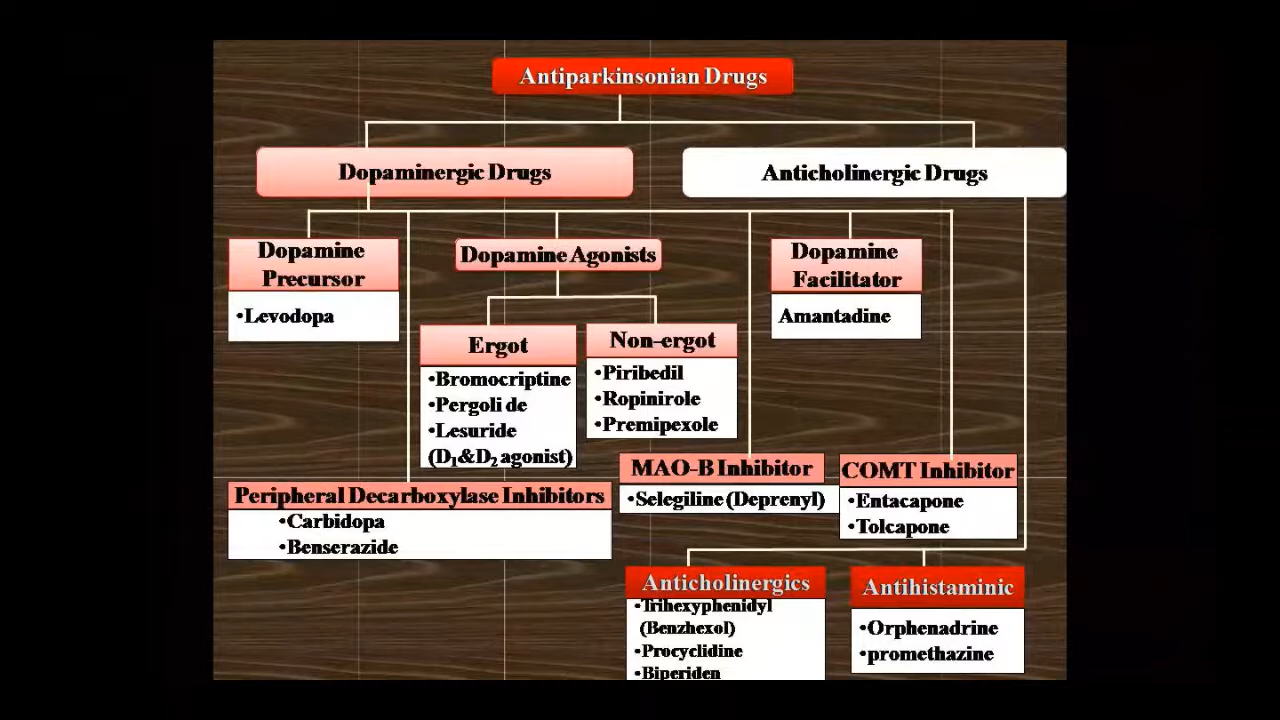 Antiparkinsonian Drugs
Dopaminergic Drugs
Anticholinergic Drugs
Dopamine
Precursor
•Levodopa
Dopamine Agonists
Dopamine
Facilitator
Amantadine
Ergot
•Bromocriptine
•Pergoli de
•Lesuride
(D₁&D₂ agonist)
Non-ergot
•Piribedil
•Ropinirole
•Premipexole
MAO-B Inhibitor
•Selegiline (Deprenyl)
COMT Inhibitor
•Entacapone
•Tolcapone
Peripheral Decarboxylase Inhibitors
•Carbidopa
•Benserazide
Anticholinergics
•Trihexyphenidyl
(Benzhexol)
•Procyclidine
•Biperiden
Antihistaminic
•Orphenadrine
•promethazine